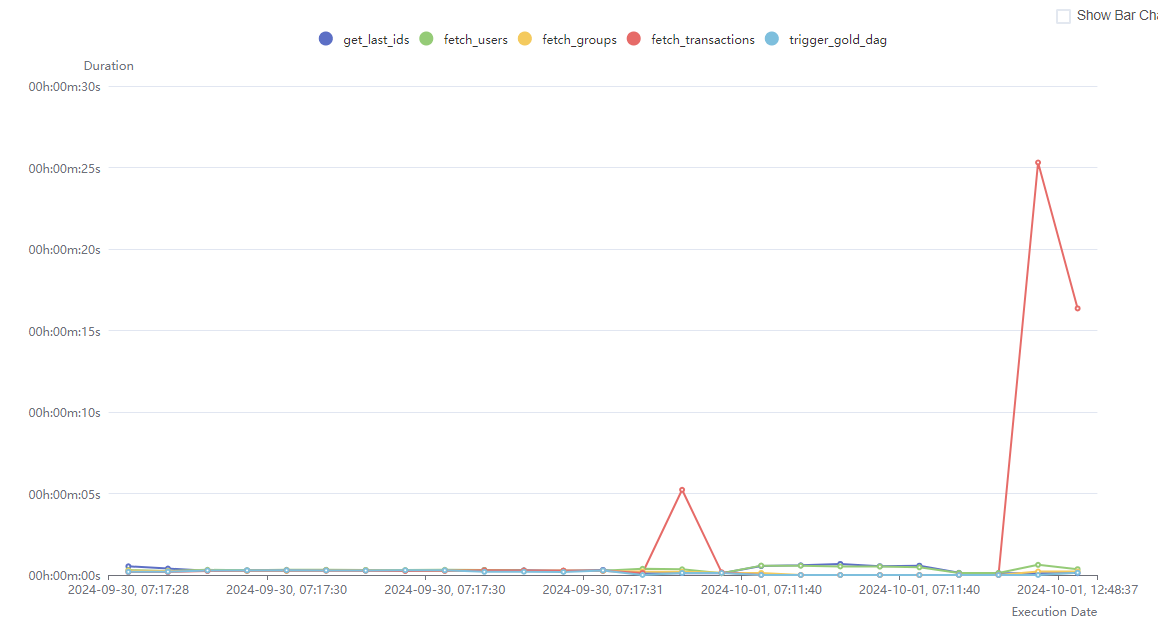 Show Bar Cha
get_last_ids fetch_users fetch_groups fetch_transactions trigger_gold_dag
Duration
00h:00m:30s
00h:00m:25s
00h:00m:20s
00h:00m:15s
00h:00m:10s
00h:00m:05s
00h:00m:00s
2024-09-30, 07:17:28 2024-09-30, 07:17:30 2024-09-30, 07:17:30 2024-09-30, 07:17:31 2024-10-01, 07:11:40 2024-10-01, 07:11:40 2024-10-01, 12:48:37
Execution Date